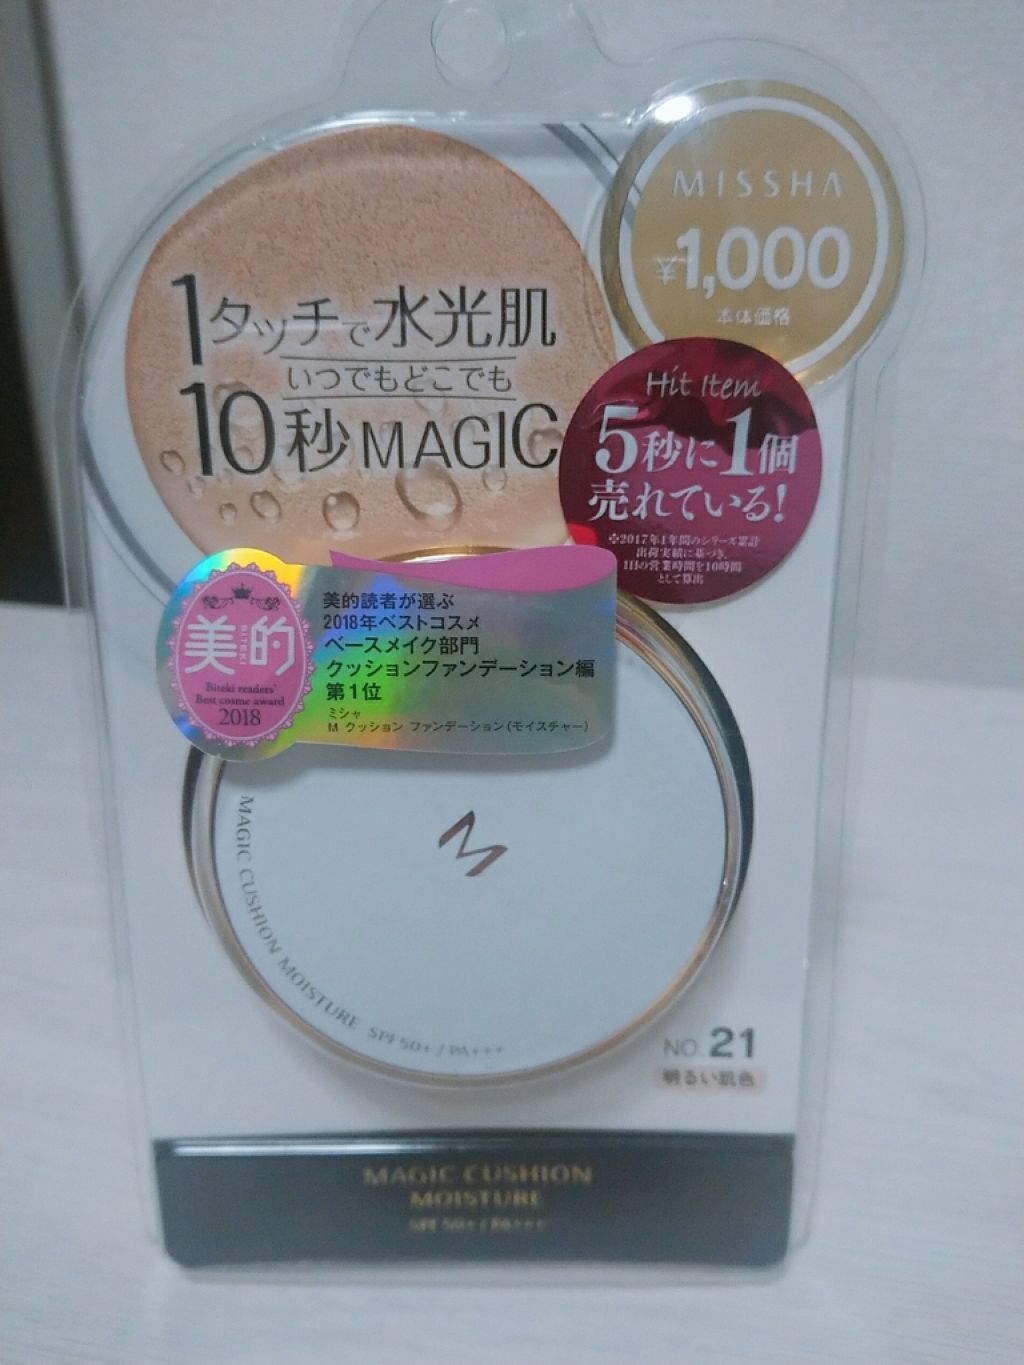 MISSHA
¥1,000
本体価格
1タッチで水光肌
いつでもどこでも
10秒MAGIC
Hit Item
5秒に1個
売れている!
※2017年1年間のシリーズ累計
出荷実績に基づき、
1日の営業時間を10時間
として算出
美的
BITEKI
Biteki readers'
Best cosme award
2018
美的読者が選ぶ
2018年ベストコスメ
ベースメイク部門
クッションファンデーション編
第1位
ミシャ
M クッション ファンデーション(モイスチャー)
M
MAGIC CUSHION MOISTURE SPF50+ / PA+++
NO. 21
明るい肌色
MAGIC CUSHION
MOISTURE
SPF 50+ / PA+++